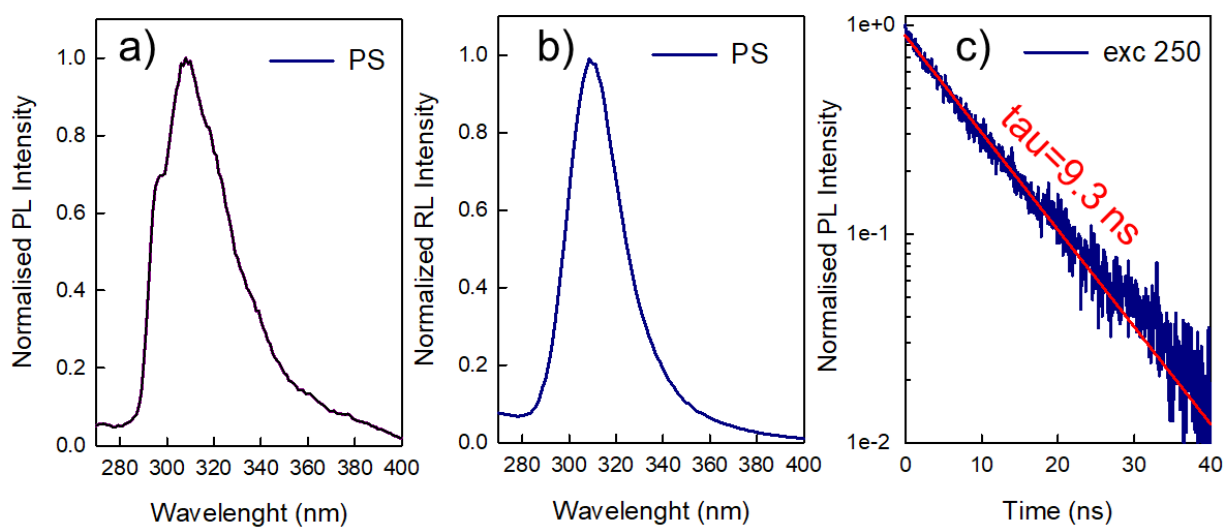 a)
PS
Normalised PL Intensity
1.0
0.8
0.6
0.4
0.2
0.0
280 300 320 340 360 380 400
Wavelenght (nm)
b)
PS
Normalized RL Intensity
1.0
0.8
0.6
0.4
0.2
0.0
280 300 320 340 360 380 400
Wavelenght (nm)
c)
exc 250
tau=9.3 ns
Normalised PL Intensity
1e+0
1e-1
1e-2
0 10 20 30 40
Time (ns)